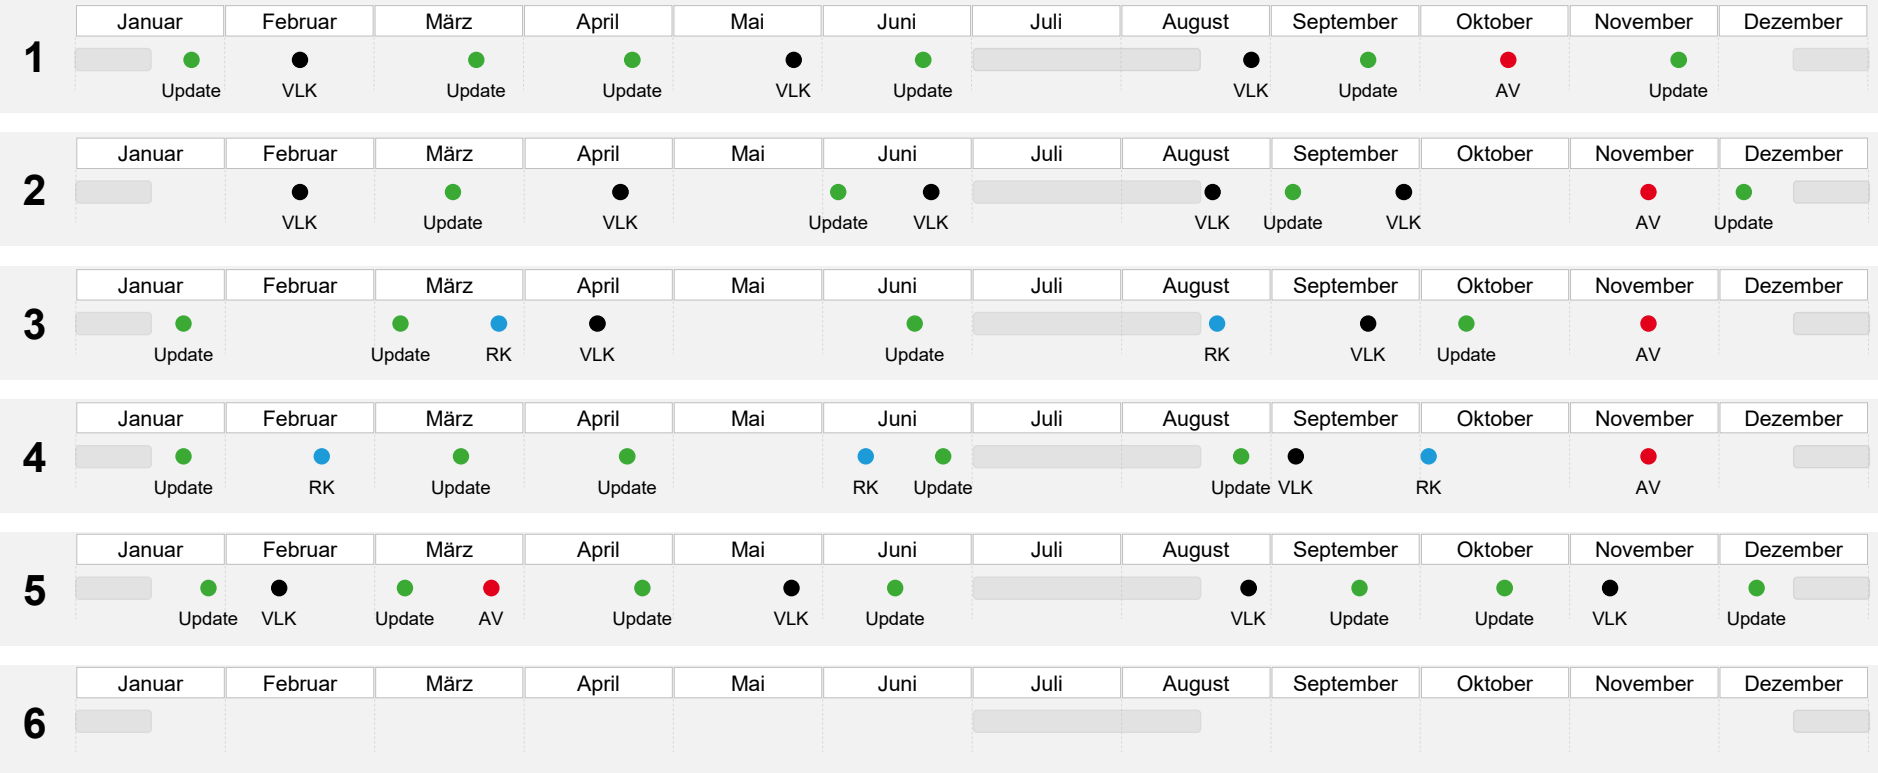 Januar Februar März April Mai Juni Juli August September Oktober November Dezember
1
Update VLK Update Update VLK Update VLK Update AV Update
Januar Februar März April Mai Juni Juli August September Oktober November Dezember
2
VLK Update VLK Update VLK VLK Update VLK AV Update
Januar Februar März April Mai Juni Juli August September Oktober November Dezember
3
Update Update RK VLK Update RK VLK Update AV
Januar Februar März April Mai Juni Juli August September Oktober November Dezember
4
Update RK Update Update RK Update Update VLK RK AV
Januar Februar März April Mai Juni Juli August September Oktober November Dezember
5
Update VLK Update AV Update VLK Update VLK Update Update VLK Update
Januar Februar März April Mai Juni Juli August September Oktober November Dezember
6